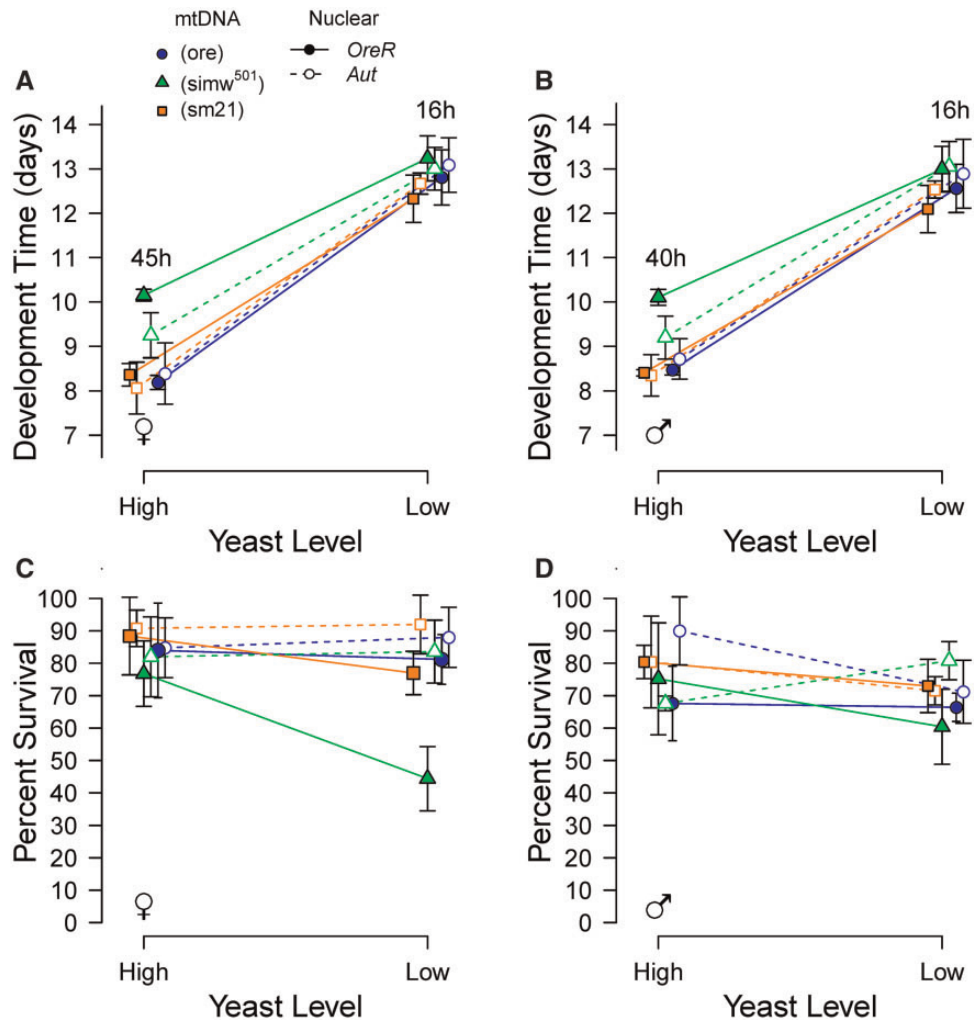 mtDNA Nuclear
(ore) OreR
(simw⁵⁰¹) Aut
(sm21)
A
45h
16h
14
13
12
11
10
9
8
7
Development Time (days)
♀
High Low
Yeast Level
B
40h
16h
14
13
12
11
10
9
8
7
Development Time (days)
♂
High Low
Yeast Level
C
100
90
80
70
60
50
40
30
20
10
0
Percent Survival
♀
High Low
Yeast Level
D
100
90
80
70
60
50
40
30
20
10
0
Percent Survival
♂
High Low
Yeast Level